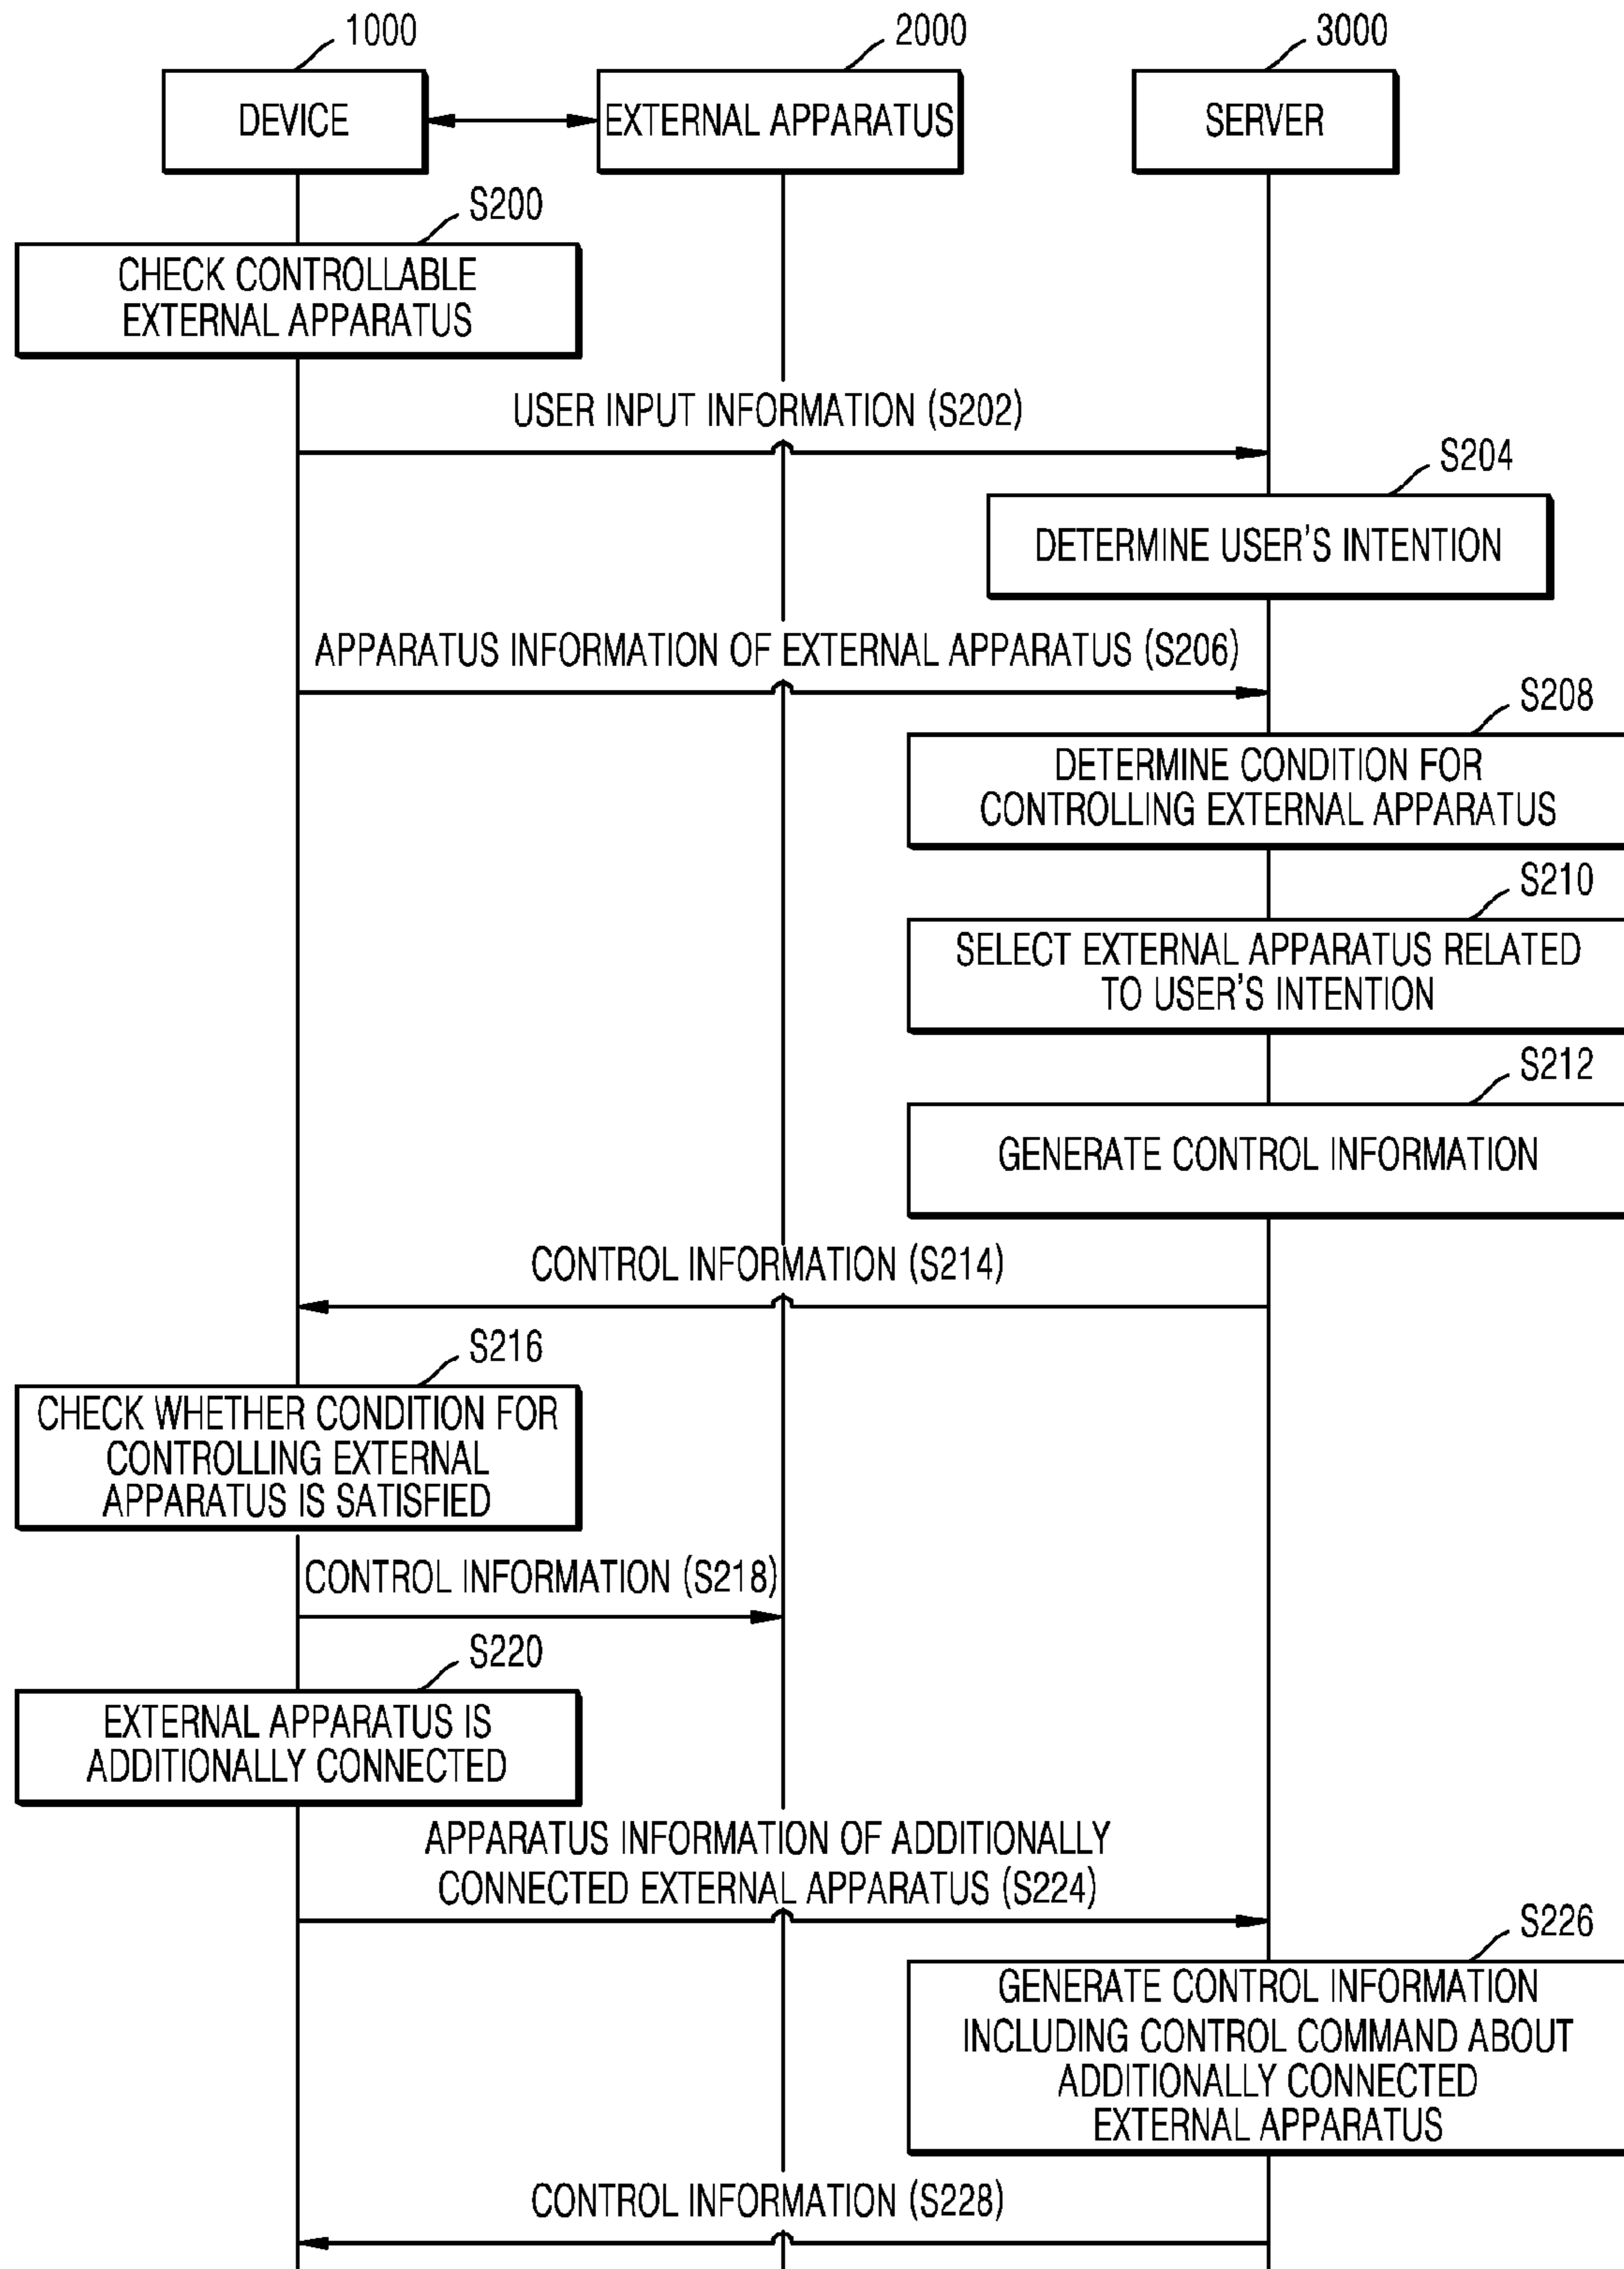 1000
2000
3000
DEVICE
EXTERNAL APPARATUS
SERVER
S200
CHECK CONTROLLABLE
EXTERNAL APPARATUS
USER INPUT INFORMATION (S202)
S204
DETERMINE USER'S INTENTION
APPARATUS INFORMATION OF EXTERNAL APPARATUS (S206)
S208
DETERMINE CONDITION FOR
CONTROLLING EXTERNAL APPARATUS
S210
SELECT EXTERNAL APPARATUS RELATED
TO USER'S INTENTION
S212
GENERATE CONTROL INFORMATION
CONTROL INFORMATION (S214)
S216
CHECK WHETHER CONDITION FOR
CONTROLLING EXTERNAL
APPARATUS IS SATISFIED
CONTROL INFORMATION (S218)
S220
EXTERNAL APPARATUS IS
ADDITIONALLY CONNECTED
APPARATUS INFORMATION OF ADDITIONALLY
CONNECTED EXTERNAL APPARATUS (S224)
S226
GENERATE CONTROL INFORMATION
INCLUDING CONTROL COMMAND ABOUT
ADDITIONALLY CONNECTED
EXTERNAL APPARATUS
CONTROL INFORMATION (S228)